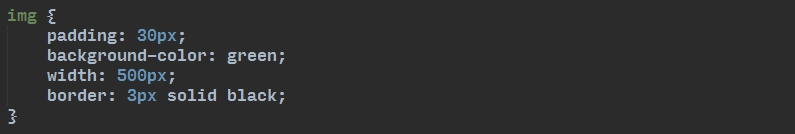 img {
    padding: 30px;
    background-color: green;
    width: 500px;
    border: 3px solid black;
}